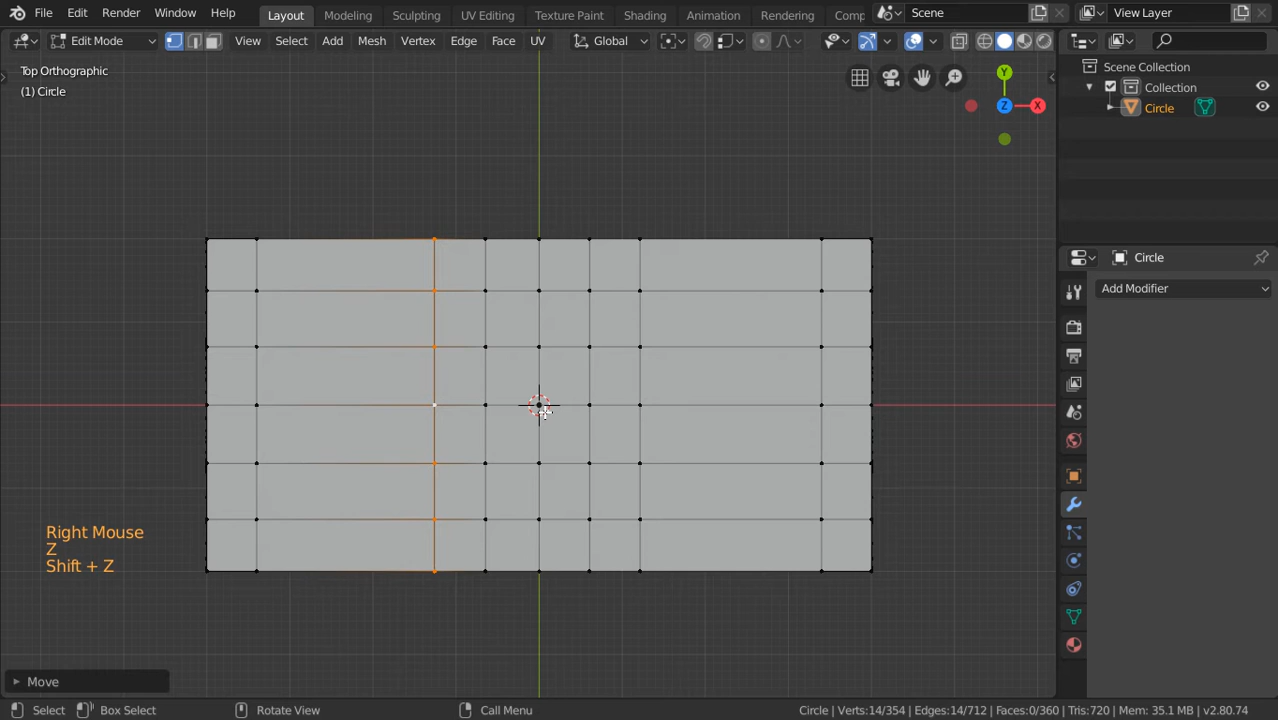 File Edit Render Window Help Layout Modeling Sculpting UV Editing Texture Paint Shading Animation Rendering Comp Scene View Layer
Edit Mode View Select Add Mesh Vertex Edge Face UV Global
Top Orthographic
(1) Circle
Y
Z X
Scene Collection
Collection
Circle
Circle
Add Modifier
Right Mouse
Z
Shift + Z
Move
Select Box Select Rotate View Call Menu Circle | Verts:14/354 | Edges:14/712 | Faces:0/360 | Tris:720 | Mem: 35.1 MB | v2.80.74